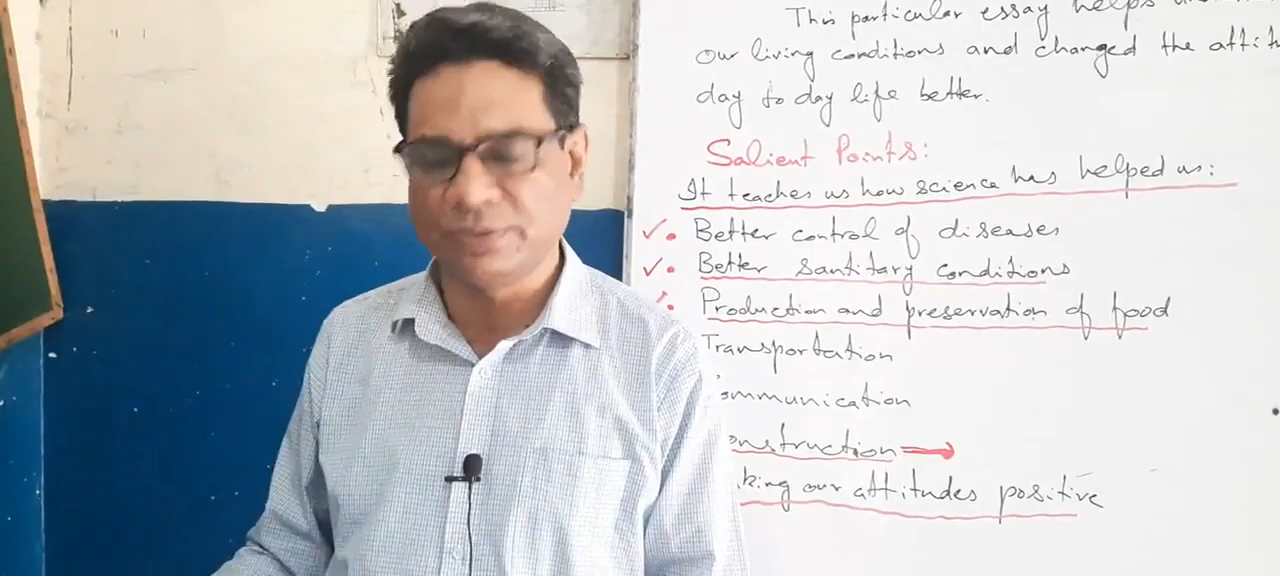 This particular essay helps
our living conditions and changed the
day to day life better.
Salient Points:
It teaches us how science has helped us:
Better control of diseases
Better santitary conditions
Production and preservation of food
Transportation
ommunication
onstruction
king our attitudes positive